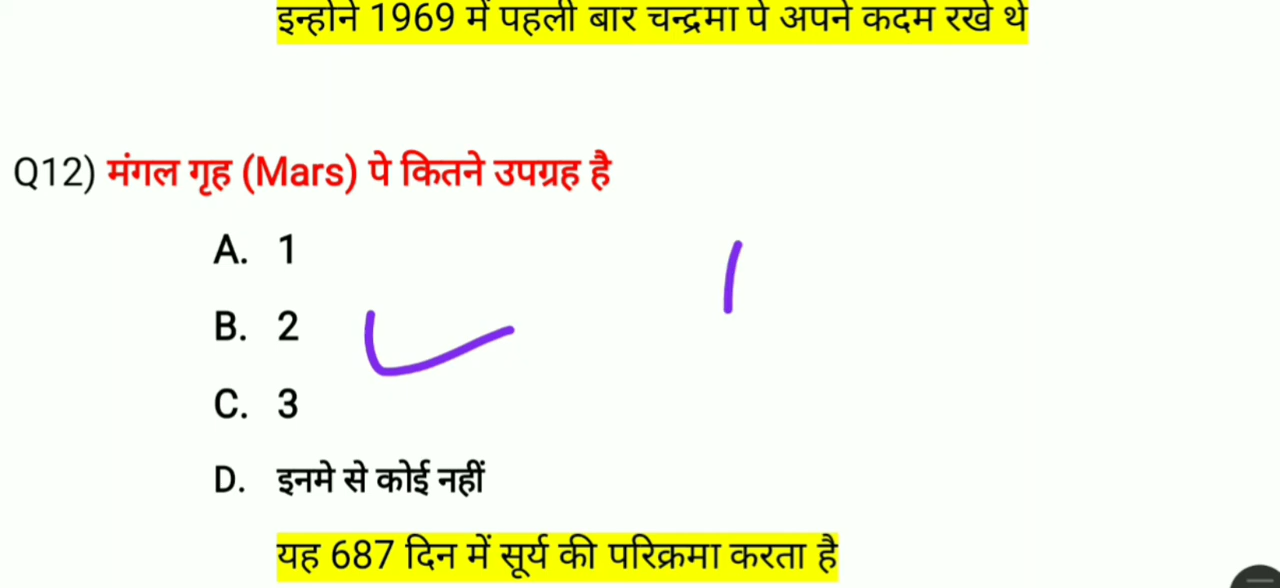 इन्होने 1969 में पहली बार चन्द्रमा पे अपने कदम रखे थे
Q12) मंगल गृह (Mars) पे कितने उपग्रह है
A. 1
B. 2
C. 3
D. इनमे से कोई नहीं
यह 687 दिन में सूर्य की परिक्रमा करता है